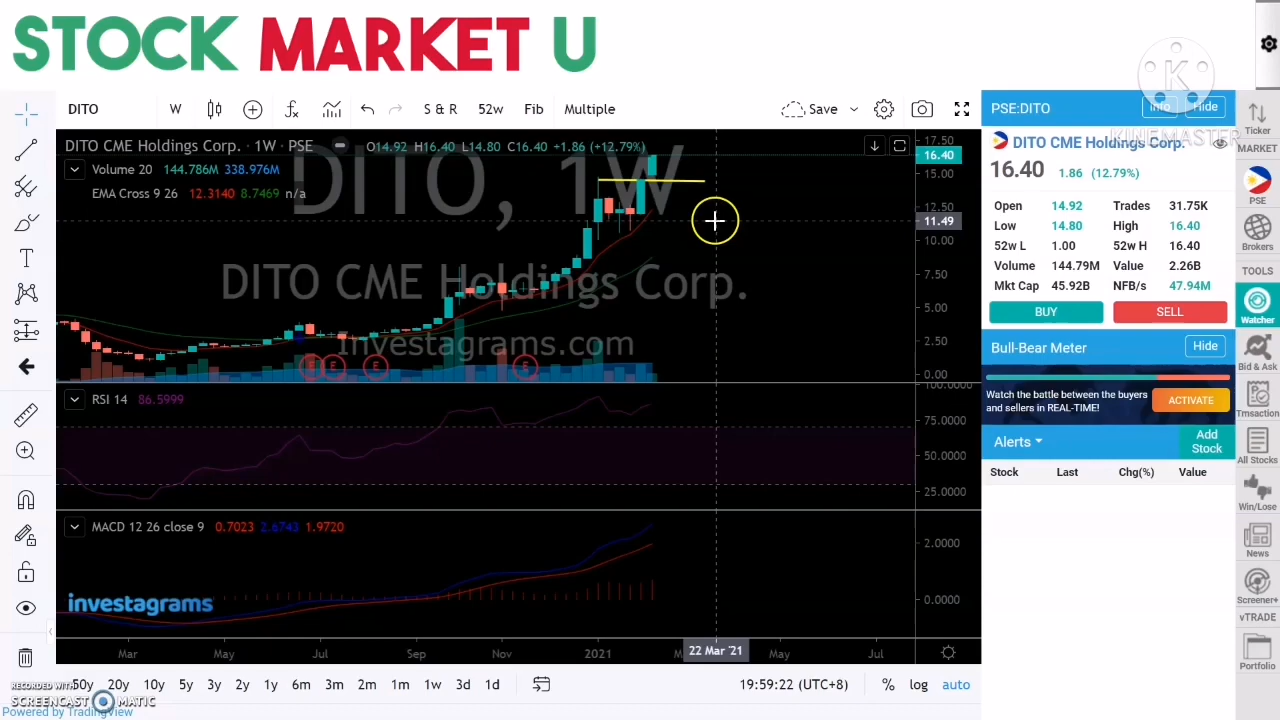 STOCK MARKET U
K
KINEMASTER
DITO
W
S & R
52w
Fib
Multiple
Save
DITO CME Holdings Corp. · 1W · PSE
O14.92 H16.40 L14.80 C16.40 +1.86 (+12.79%)
Volume 20 144.786M 338.976M
EMA Cross 9 26 12.3140 8.7469 n/a
DITO, 1W
DITO CME Holdings Corp.
Investagrams.com
17.50
16.40
15.00
12.50
11.49
10.00
7.50
5.00
2.50
0.00
E
E
E
RSI 14 86.5999
100.0000
75.0000
50.0000
25.0000
MACD 12 26 close 9 0.7023 2.6743 1.9720
2.0000
0.0000
investagrams
Mar
May
Jul
Sep
Nov
2021
22 Mar '21
May
Jul
20y
10y
5y
3y
2y
1y
6m
3m
2m
1m
1w
3d
1d
19:59:22 (UTC+8)
%
log
auto
RECORDED WITH
SCREENCAST MATIC
Powered by TradingView
PSE:DITO
Info
Hide
DITO CME Holdings Corp.
16.40 1.86 (12.79%)
Open 14.92 Trades 31.75K
Low 14.80 High 16.40
52w L 1.00 52w H 16.40
Volume 144.79M Value 2.26B
Mkt Cap 45.92B NFB/s 47.94M
BUY
SELL
Bull-Bear Meter
Hide
Watch the battle between the buyers
and sellers in REAL-TIME!
ACTIVATE
Alerts
Add
Stock
Stock Last Chg(%) Value
Ticker
MARKET
PSE
Brokers
TOOLS
Watcher
Bid & Ask
Trnsaction
All Stocks
Win/Lose
News
Screener+
vTRADE
Portfolio